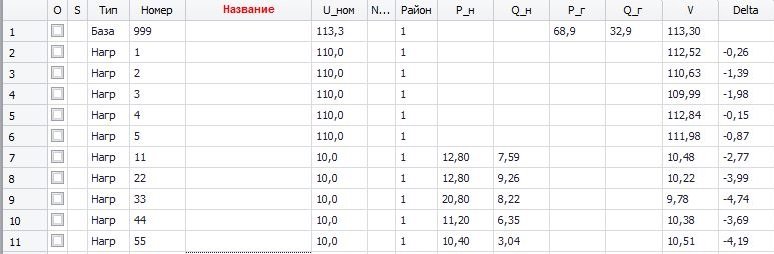 O S Тип Номер Название U_ном N... Район P_н Q_н P_г Q_г V Delta
1 База 999 113,3 1 68,9 32,9 113,30
2 Нагр 1 110,0 1 112,52 -0,26
3 Нагр 2 110,0 1 110,63 -1,39
4 Нагр 3 110,0 1 109,99 -1,98
5 Нагр 4 110,0 1 112,84 -0,15
6 Нагр 5 110,0 1 111,98 -0,87
7 Нагр 11 10,0 1 12,80 7,59 10,48 -2,77
8 Нагр 22 10,0 1 12,80 9,26 10,22 -3,99
9 Нагр 33 10,0 1 20,80 8,22 9,78 -4,74
10 Нагр 44 10,0 1 11,20 6,35 10,38 -3,69
11 Нагр 55 10,0 1 10,40 3,04 10,51 -4,19